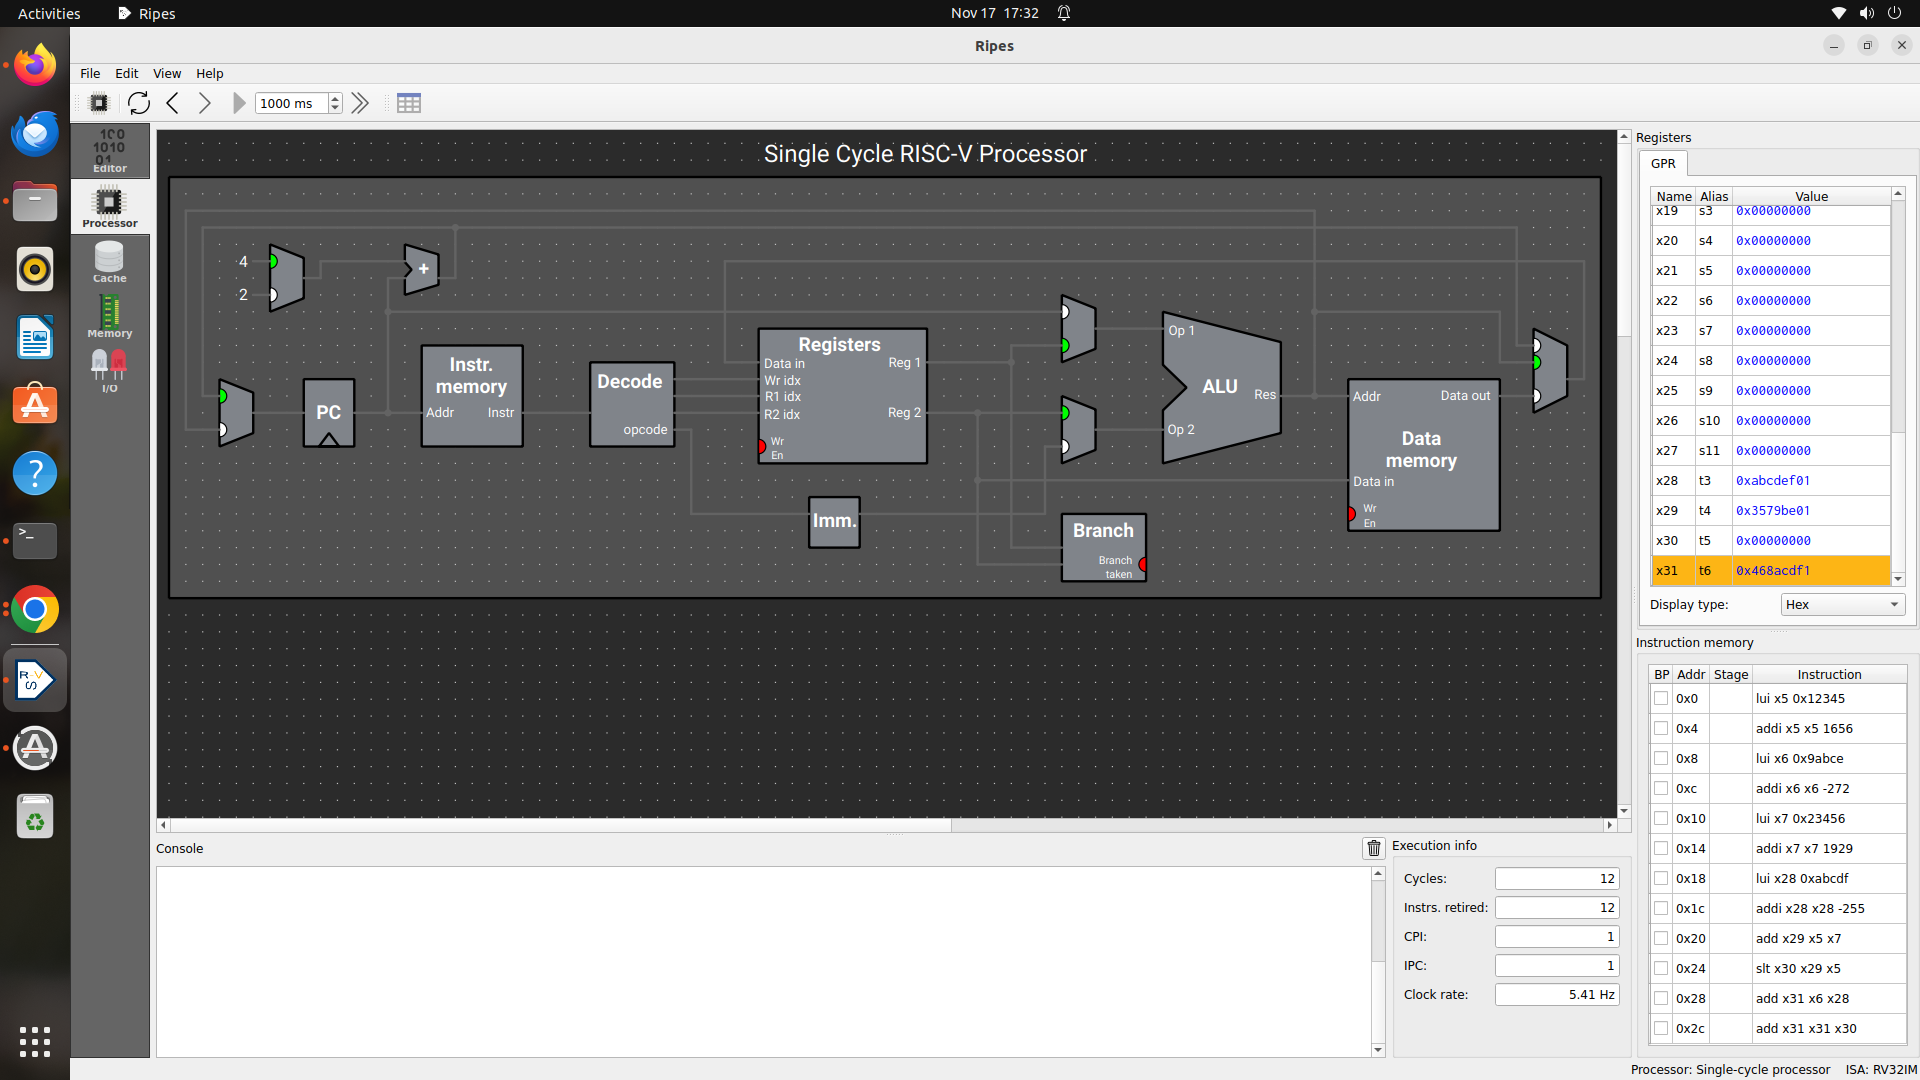 Activities
Ripes
Nov 17 17:32
Ripes
File Edit View Help
1000 ms
Editor
Processor
Cache
Memory
I/O
Single Cycle RISC-V Processor
4
2
+
PC
Instr. memory
Addr
Instr
Decode
opcode
Registers
Data in
Wr idx
R1 idx
R2 idx
Wr En
Reg 1
Reg 2
Imm.
Op 1
Op 2
ALU
Res
Branch
Branch taken
Addr
Data out
Data memory
Data in
Wr En
Registers
GPR
Name Alias Value
x19 s3 0x00000000
x20 s4 0x00000000
x21 s5 0x00000000
x22 s6 0x00000000
x23 s7 0x00000000
x24 s8 0x00000000
x25 s9 0x00000000
x26 s10 0x00000000
x27 s11 0x00000000
x28 t3 0xabcdef01
x29 t4 0x3579be01
x30 t5 0x00000000
x31 t6 0x468acdf1
Display type: Hex
Instruction memory
BP Addr Stage Instruction
0x0 lui x5 0x12345
0x4 addi x5 x5 1656
0x8 lui x6 0x9abce
0xc addi x6 x6 -272
0x10 lui x7 0x23456
0x14 addi x7 x7 1929
0x18 lui x28 0xabcdf
0x1c addi x28 x28 -255
0x20 add x29 x5 x7
0x24 slt x30 x29 x5
0x28 add x31 x6 x28
0x2c add x31 x31 x30
Console
Execution info
Cycles: 12
Instrs. retired: 12
CPI: 1
IPC: 1
Clock rate: 5.41 Hz
Processor: Single-cycle processor ISA: RV32IM